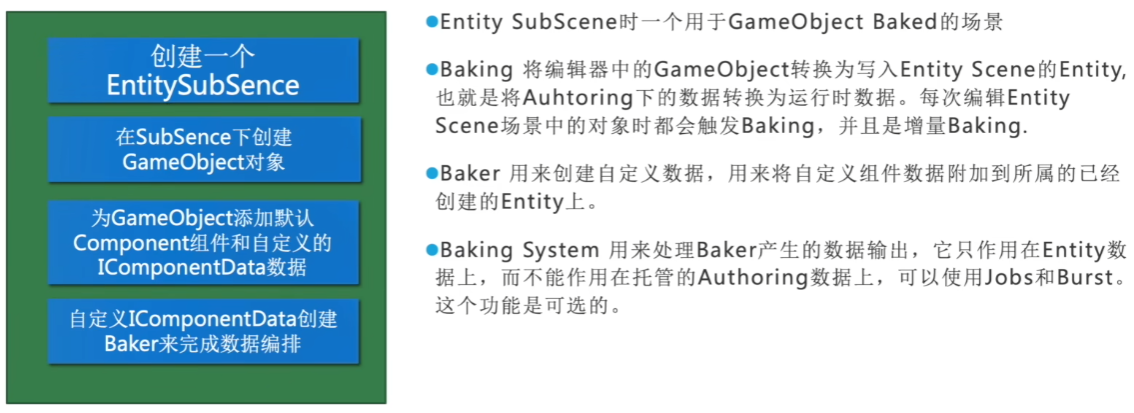 创建一个
EntitySubSence
在SubSence下创建
GameObject对象
为GameObject添加默认
Component组件和自定义的
IComponentData数据
自定义IComponentData创建
Baker来完成数据编排
●Entity SubScene时一个用于GameObject Baked的场景
●Baking 将编辑器中的GameObject转换为写入Entity Scene的Entity,
也就是将Auhtoring下的数据转换为运行时数据。每次编辑Entity
Scene场景中的对象时都会触发Baking，并且是增量Baking.
●Baker 用来创建自定义数据，用来将自定义组件数据附加到所属的已经
创建的Entity上。
●Baking System 用来处理Baker产生的数据输出，它只作用在Entity数
据上，而不能作用在托管的Authoring数据上，可以使用Jobs和Burst。
这个功能是可选的。